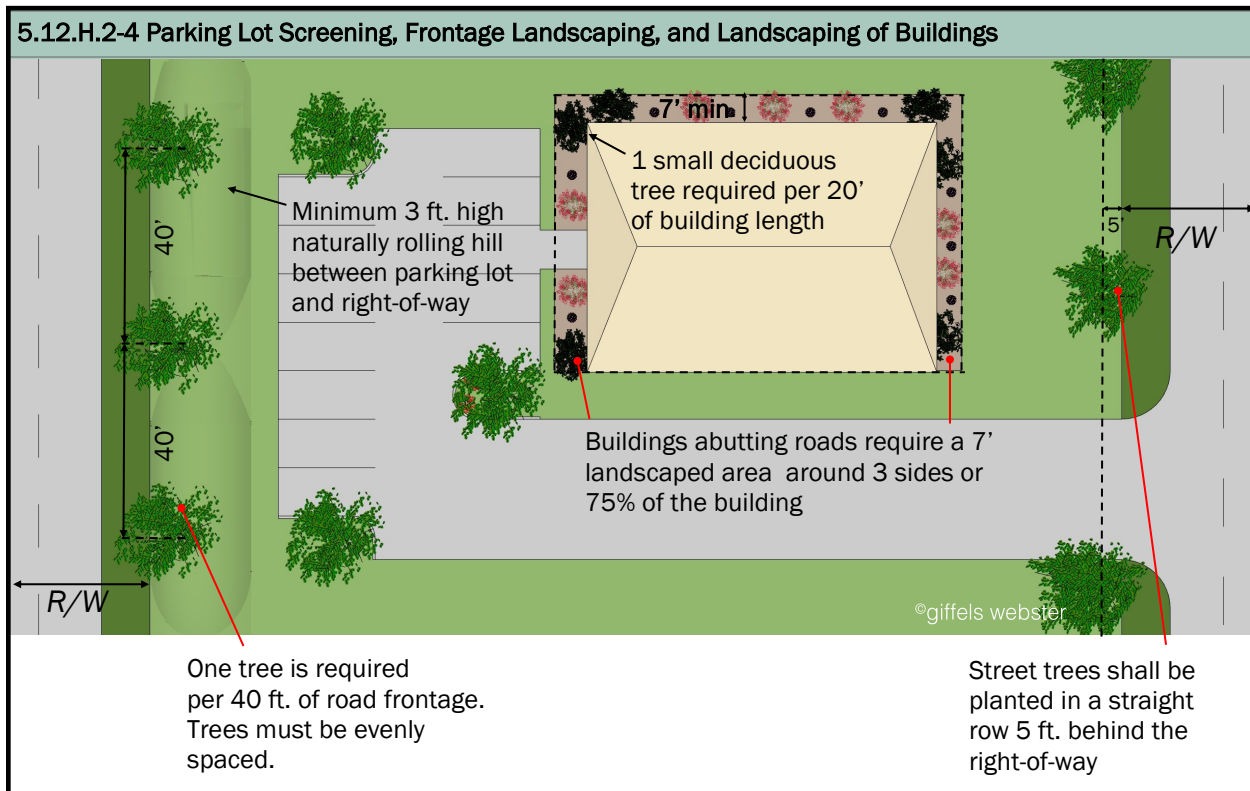 5.12.H.2-4 Parking Lot Screening, Frontage Landscaping, and Landscaping of Buildings
7' min
1 small deciduous
tree required per 20'
of building length
Minimum 3 ft. high
naturally rolling hill
between parking lot
and right-of-way
40'
5'
R/W
40'
Buildings abutting roads require a 7'
landscaped area around 3 sides or
75% of the building
R/W
©giffels webster
One tree is required
per 40 ft. of road frontage.
Trees must be evenly
spaced.
Street trees shall be
planted in a straight
row 5 ft. behind the
right-of-way